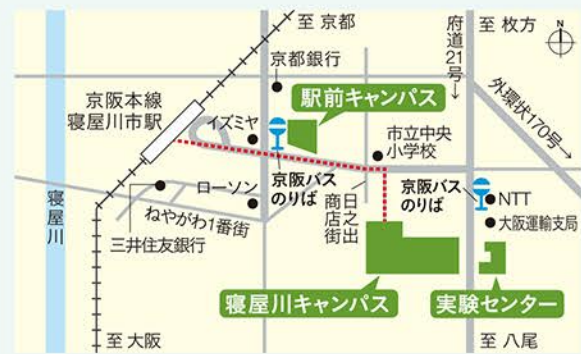 至 京都
府道21号→
至 枚方
N
京都銀行
外環状170号→
京阪本線
寝屋川市駅
駅前キャンパス
イズミヤ
市立中央
小学校
京阪バス
のりば
京阪バス
のりば
ローソン
NTT
ねやがわ1番街
日之出
商店街
大阪運輸支局
寝屋川
三井住友銀行
寝屋川キャンパス
実験センター
至 大阪
至 八尾